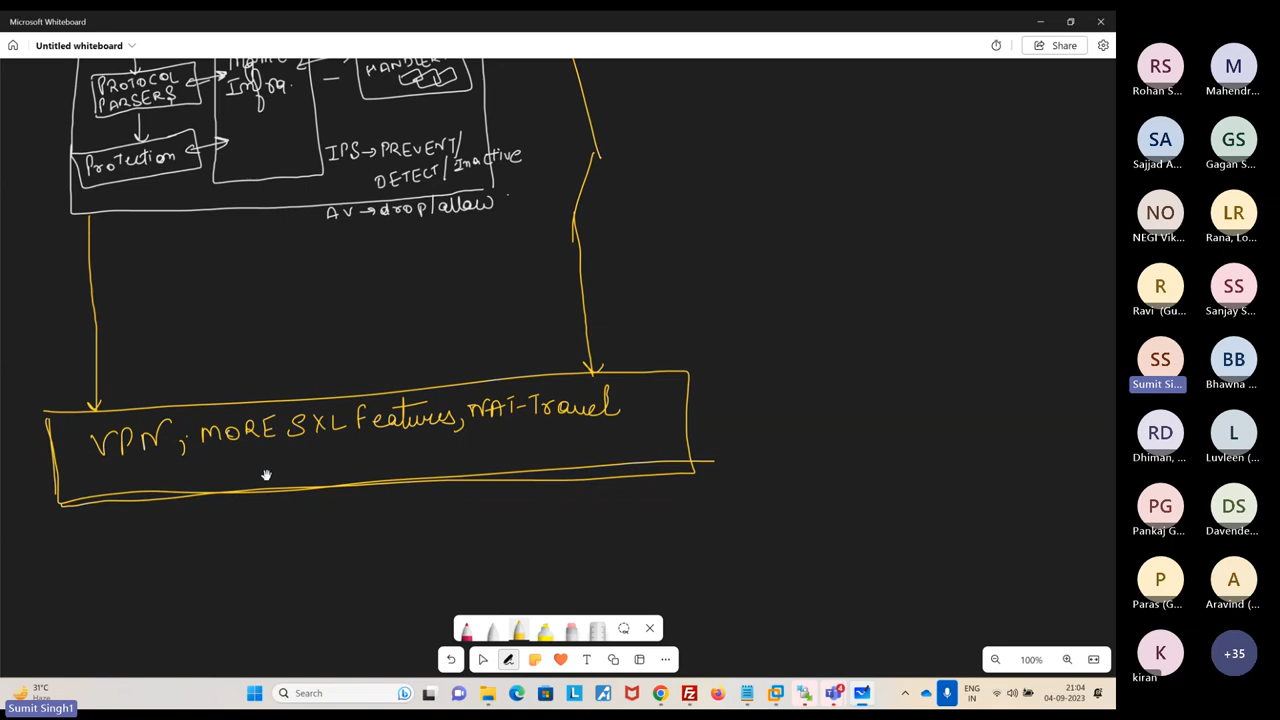 Microsoft Whiteboard
Untitled whiteboard
Share
PROTOCOL
PARSERS
Infra.
HANDLER
Protection
IPS→PREVENT/
DETECT/Inactive
AV→drop/allow
VPN, MORE SXL Features, NAT-Travel
100%
RS
Rohan S...
M
Mahendr...
SA
Sajjad A...
GS
Gagan S...
NO
NEGI Vik...
LR
Rana, Lo...
R
Ravi (Gu...
SS
Sanjay S...
SS
Sumit Si...
BB
Bhawna ...
RD
Dhiman, ...
L
Luvleen (...
PG
Pankaj G...
DS
Davende...
P
Paras (G...
A
Aravind (...
K
kiran
+35
31°C
Haze
Search
4
ENG
IN
21:04
04-09-2023
Sumit Singh1